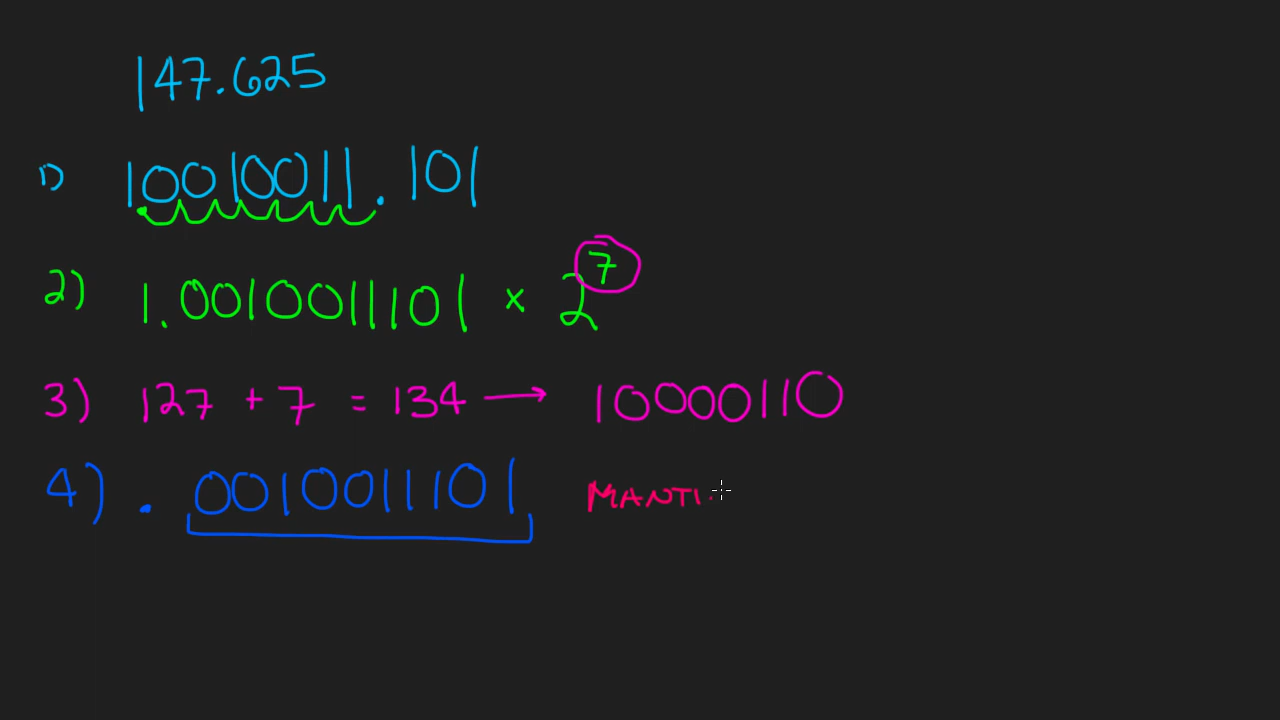 147.625
1) 10010011.101
2) 1.0010011101 × 2^7
3) 127 + 7 = 134 → 10000110
4) .0010011101 MANTI